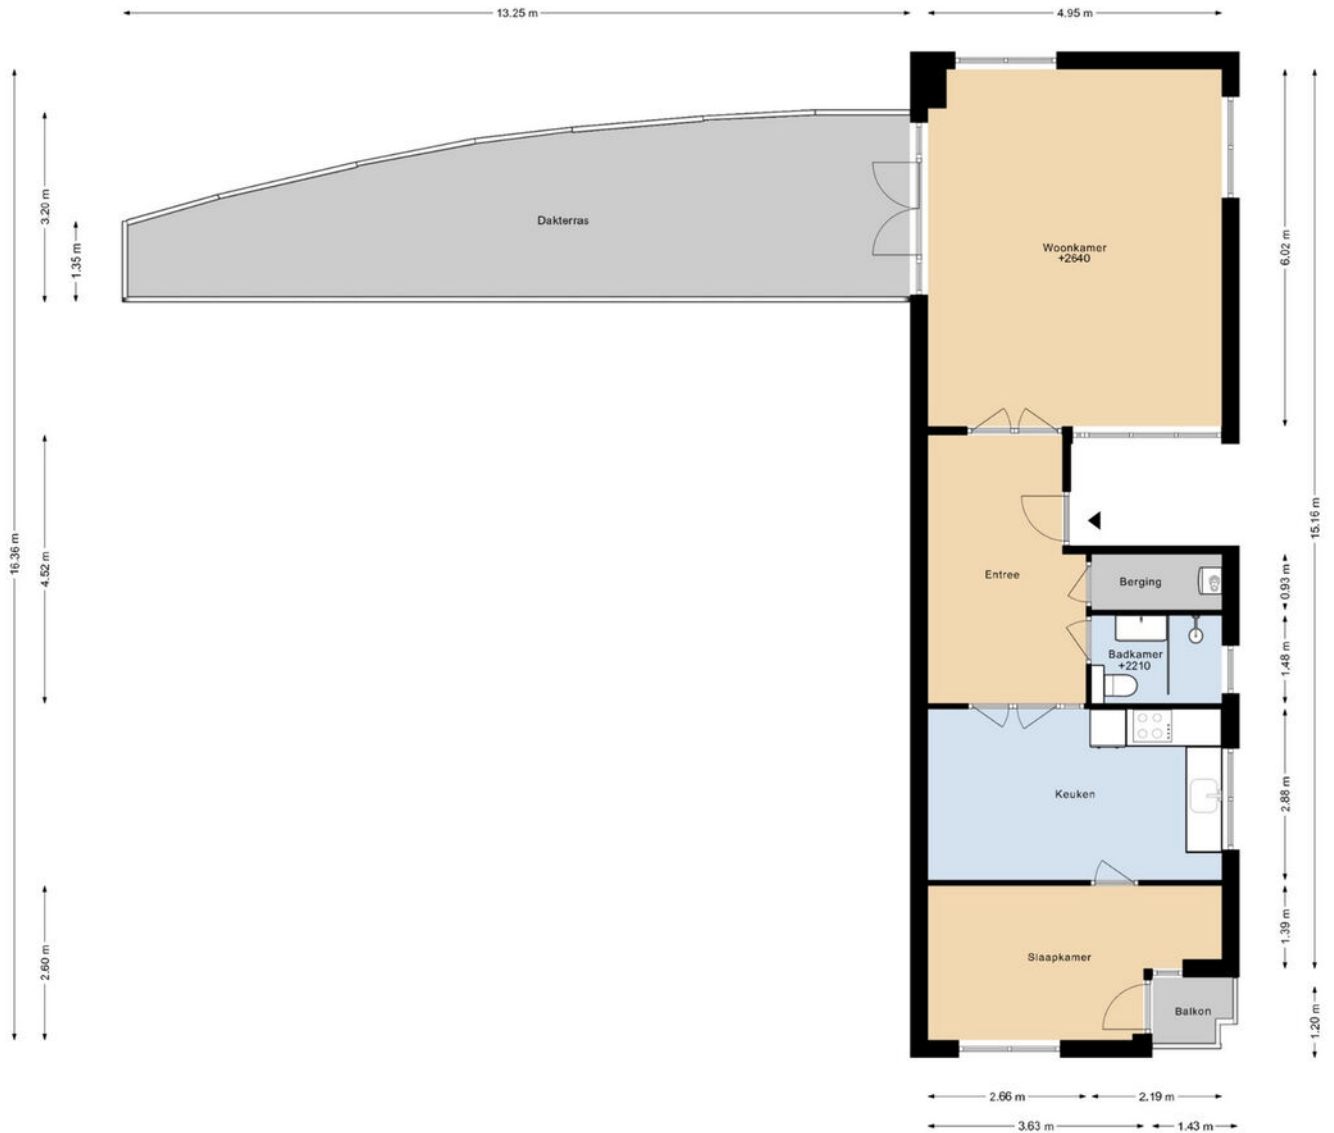 13.25 m
4.95 m
16.36 m
3.20 m
1.35 m
Dakterras
Woonkamer
+2640
6.02 m
15.16 m
4.52 m
Entree
Berging
0.93 m
Badkamer
+2210
1.48 m
Keuken
2.88 m
2.60 m
Slaapkamer
1.39 m
Balkon
1.20 m
2.66 m
2.19 m
3.63 m
1.43 m